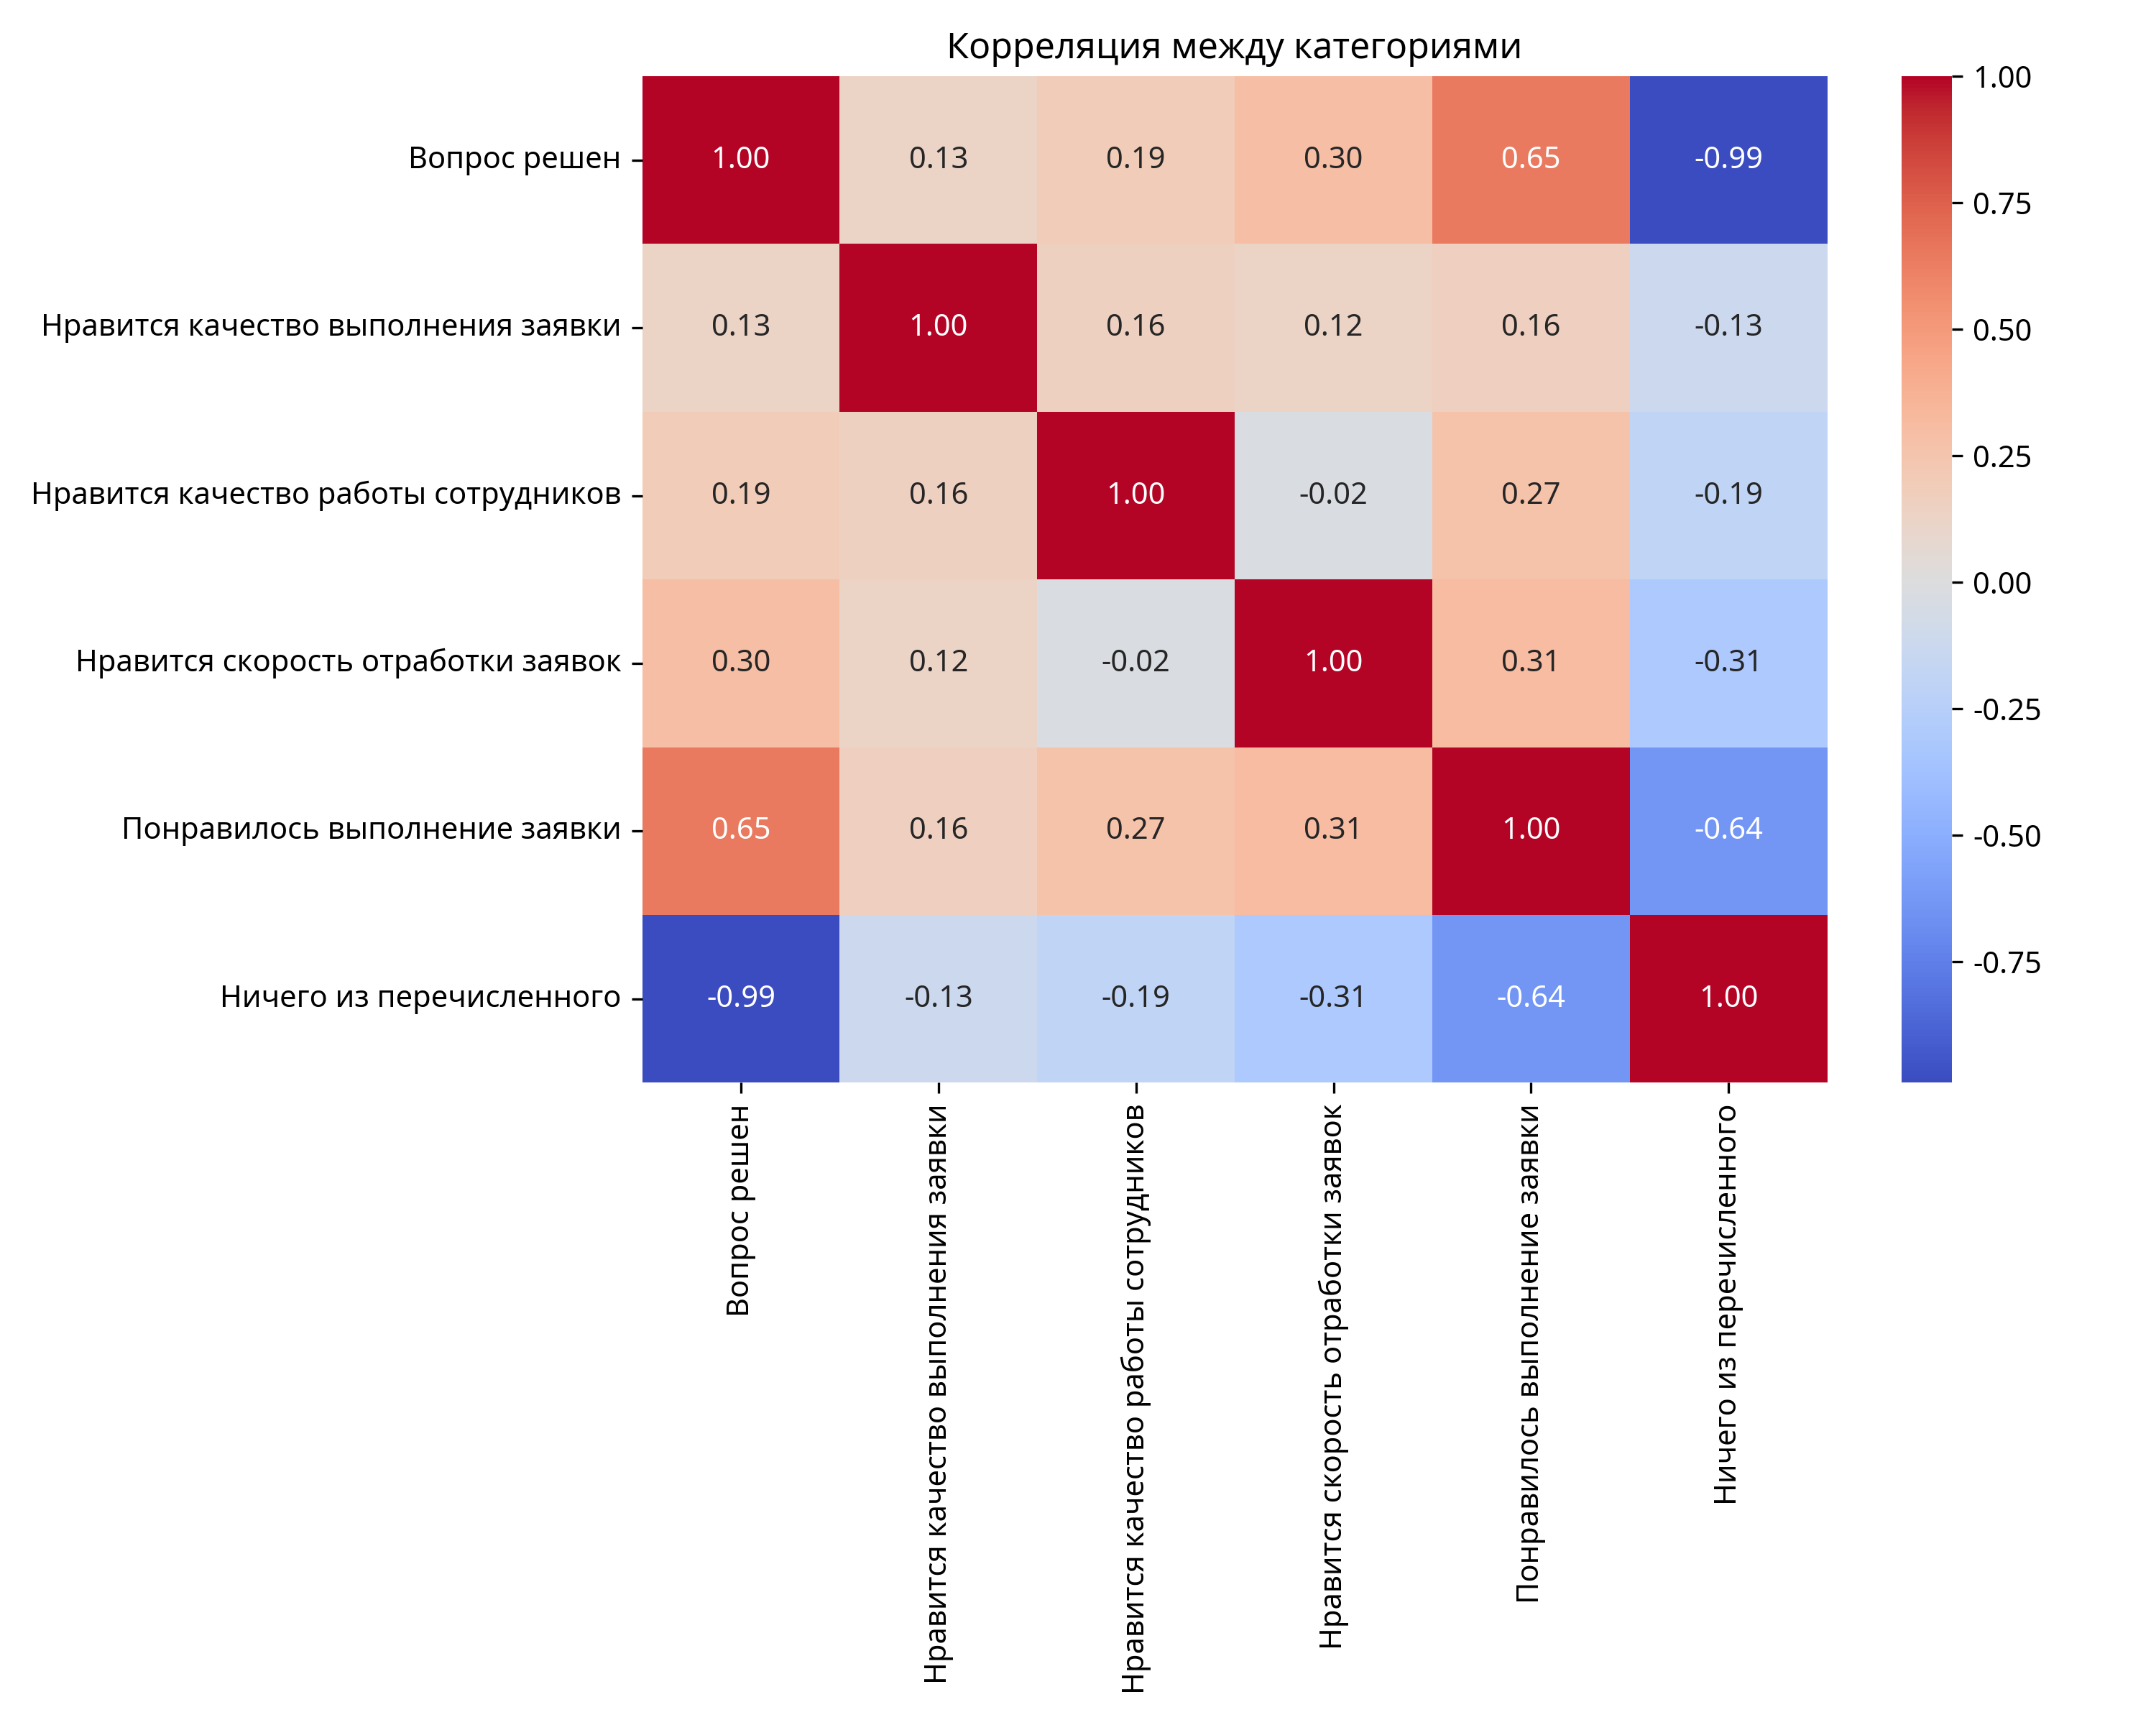 Корреляция между категориями
Вопрос решен 1.00 0.13 0.19 0.30 0.65 -0.99
Нравится качество выполнения заявки 0.13 1.00 0.16 0.12 0.16 -0.13
Нравится качество работы сотрудников 0.19 0.16 1.00 -0.02 0.27 -0.19
Нравится скорость отработки заявок 0.30 0.12 -0.02 1.00 0.31 -0.31
Понравилось выполнение заявки 0.65 0.16 0.27 0.31 1.00 -0.64
Ничего из перечисленного -0.99 -0.13 -0.19 -0.31 -0.64 1.00
Вопрос решен
Нравится качество выполнения заявки
Нравится качество работы сотрудников
Нравится скорость отработки заявок
Понравилось выполнение заявки
Ничего из перечисленного
1.00
0.75
0.50
0.25
0.00
-0.25
-0.50
-0.75